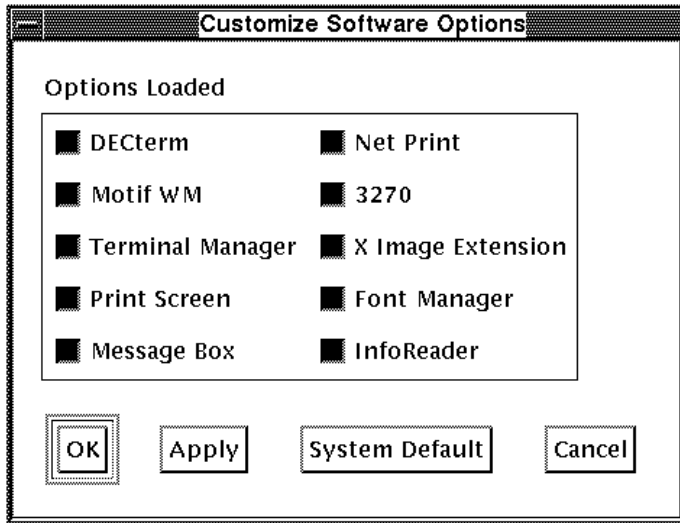 Customize Software Options
Options Loaded
DECterm
Net Print
Motif WM
3270
Terminal Manager
X Image Extension
Print Screen
Font Manager
Message Box
InfoReader
OK
Apply
System Default
Cancel